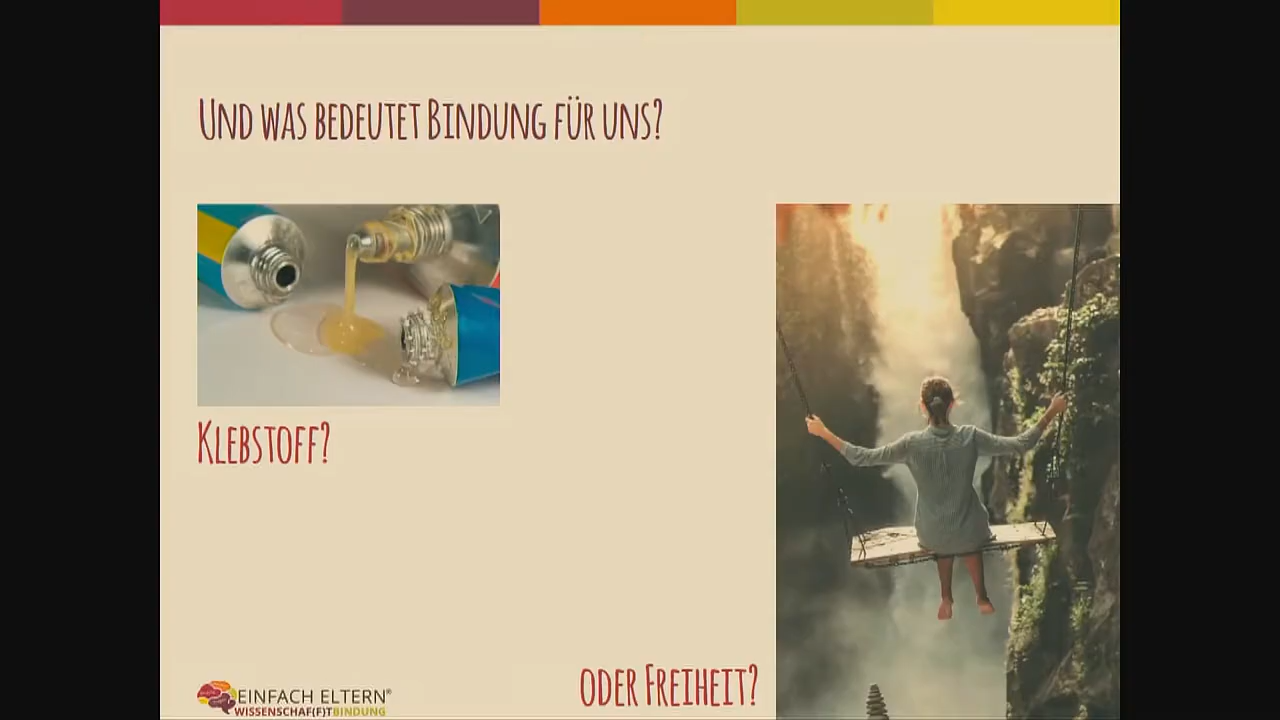 Und was bedeutet Bindung für uns?
Klebstoff?
oder Freiheit?
EINFACH ELTERN®
WISSENSCHAF(F)TBINDUNG